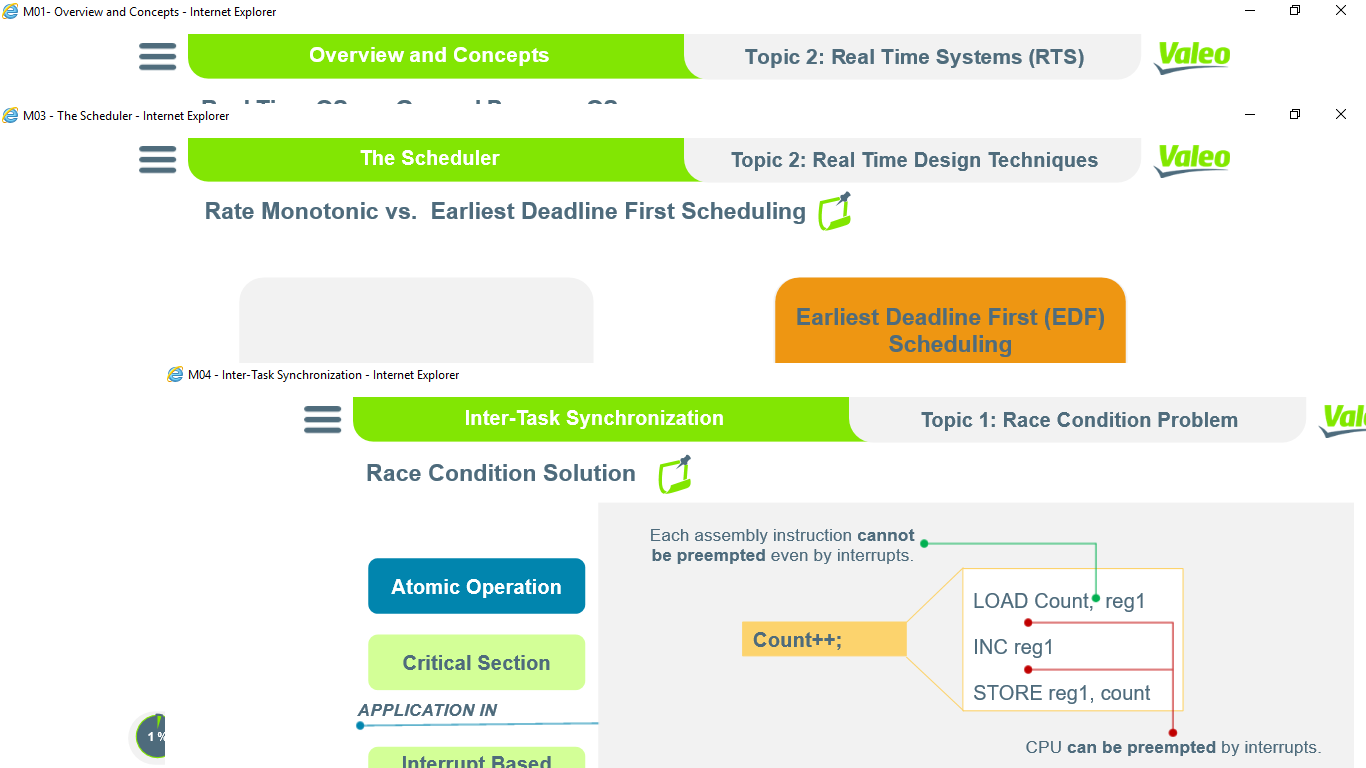 M01- Overview and Concepts - Internet Explorer
Overview and Concepts
Topic 2: Real Time Systems (RTS)
Valeo
M03 - The Scheduler - Internet Explorer
The Scheduler
Topic 2: Real Time Design Techniques
Valeo
Rate Monotonic vs. Earliest Deadline First Scheduling
Earliest Deadline First (EDF)
Scheduling
M04 - Inter-Task Synchronization - Internet Explorer
Inter-Task Synchronization
Topic 1: Race Condition Problem
Vale
Race Condition Solution
Each assembly instruction cannot
be preempted even by interrupts.
Atomic Operation
LOAD Count, reg1
Count++;
INC reg1
Critical Section
STORE reg1, count
APPLICATION IN
1 %
CPU can be preempted by interrupts.
Interrupt Based